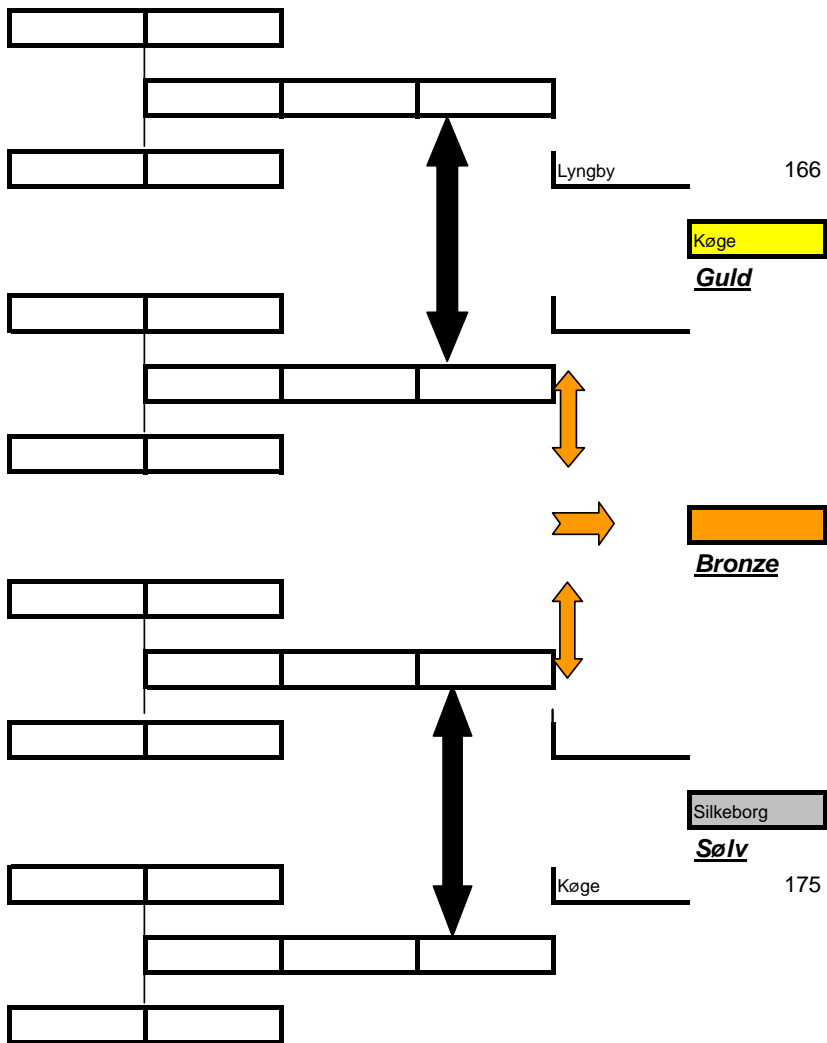 Lyngby 166
Køge
Guld
Bronze
Silkeborg
Sølv
Køge 175